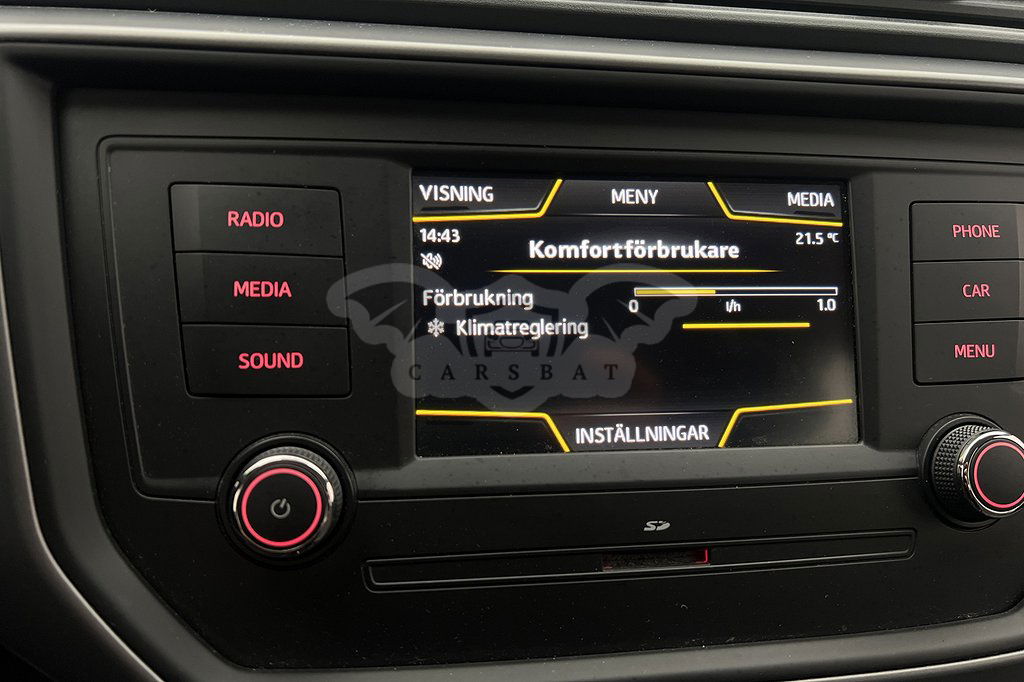 VISNING MENY MEDIA
14:43 21.5 °C
Komfortförbrukare
Förbrukning
0 l/h 1.0
Klimatreglering
INSTÄLLNINGAR
RADIO
MEDIA
SOUND
PHONE
CAR
MENU
SD
CARSBAT